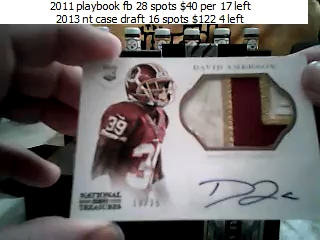 2011 playbook fb 28 spots $40 per 17 left
2013 nt case draft 16 spots $122 4 left
DAVID AMERSON
39
NATIONAL
TREASURES